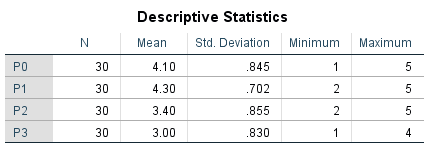 Descriptive Statistics
N Mean Std. Deviation Minimum Maximum
P0 30 4.10 .845 1 5
P1 30 4.30 .702 2 5
P2 30 3.40 .855 2 5
P3 30 3.00 .830 1 4